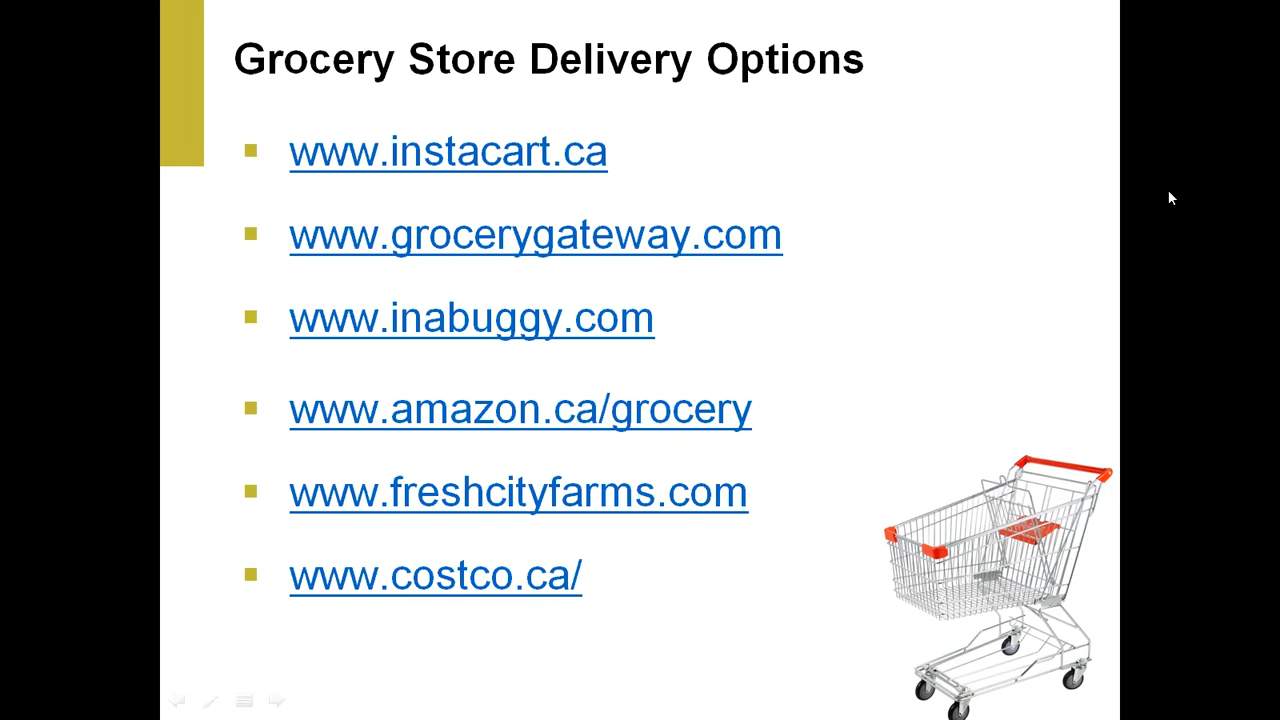 Grocery Store Delivery Options
www.instacart.ca
www.grocerygateway.com
www.inabuggy.com
www.amazon.ca/grocery
www.freshcityfarms.com
www.costco.ca/